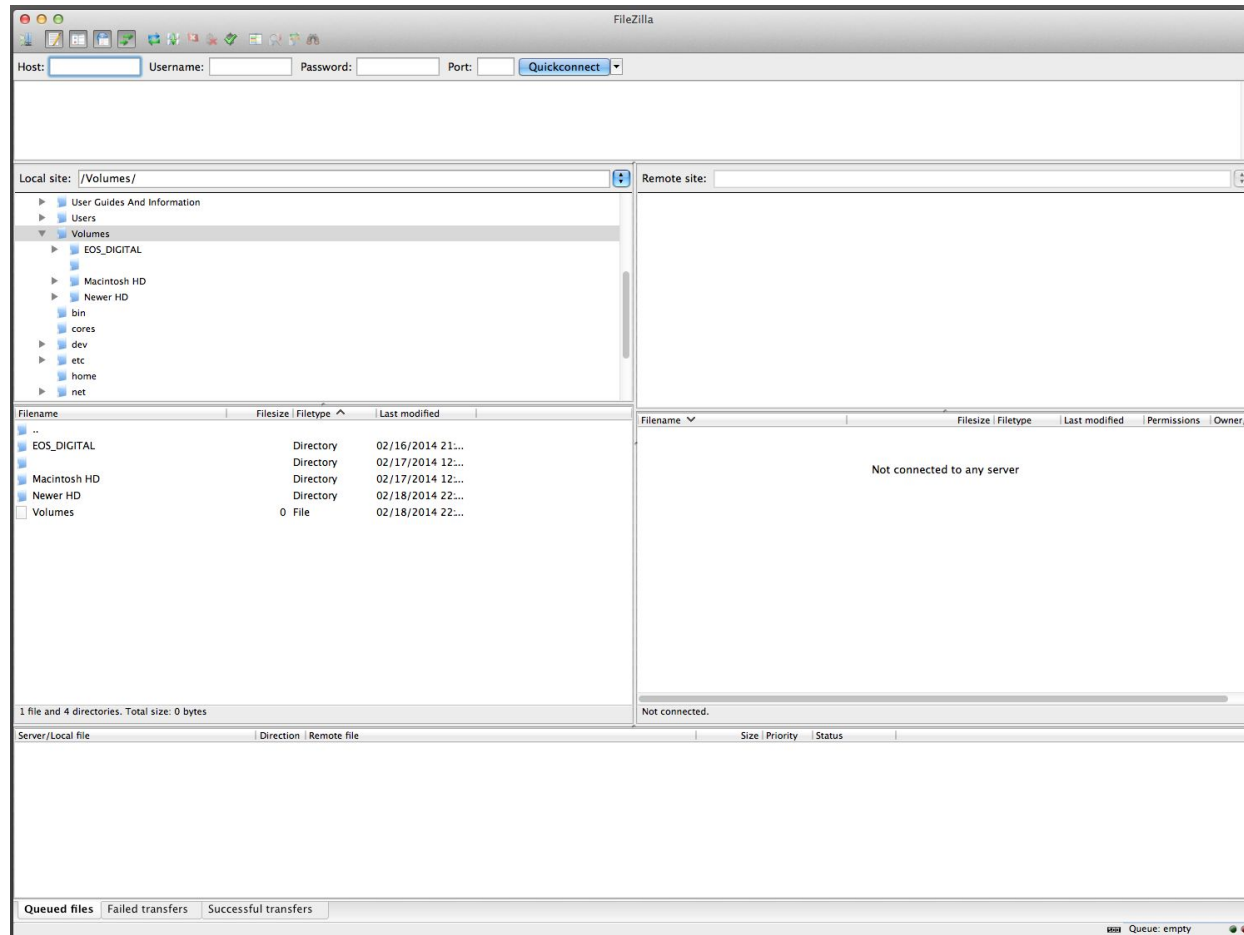 FileZilla
Host: Username: Password: Port: Quickconnect
Local site: /Volumes/
User Guides And Information
Users
Volumes
EOS_DIGITAL
Macintosh HD
Newer HD
bin
cores
dev
etc
home
net
Filename Filesize Filetype Last modified
..
EOS_DIGITAL Directory 02/16/2014 21:...
Directory 02/17/2014 12:...
Macintosh HD Directory 02/17/2014 12:...
Newer HD Directory 02/18/2014 22:...
Volumes 0 File 02/18/2014 22:...
1 file and 4 directories. Total size: 0 bytes
Remote site:
Filename Filesize Filetype Last modified Permissions Owner/
Not connected to any server
Not connected.
Server/Local file Direction Remote file Size Priority Status
Queued files Failed transfers Successful transfers
Queue: empty